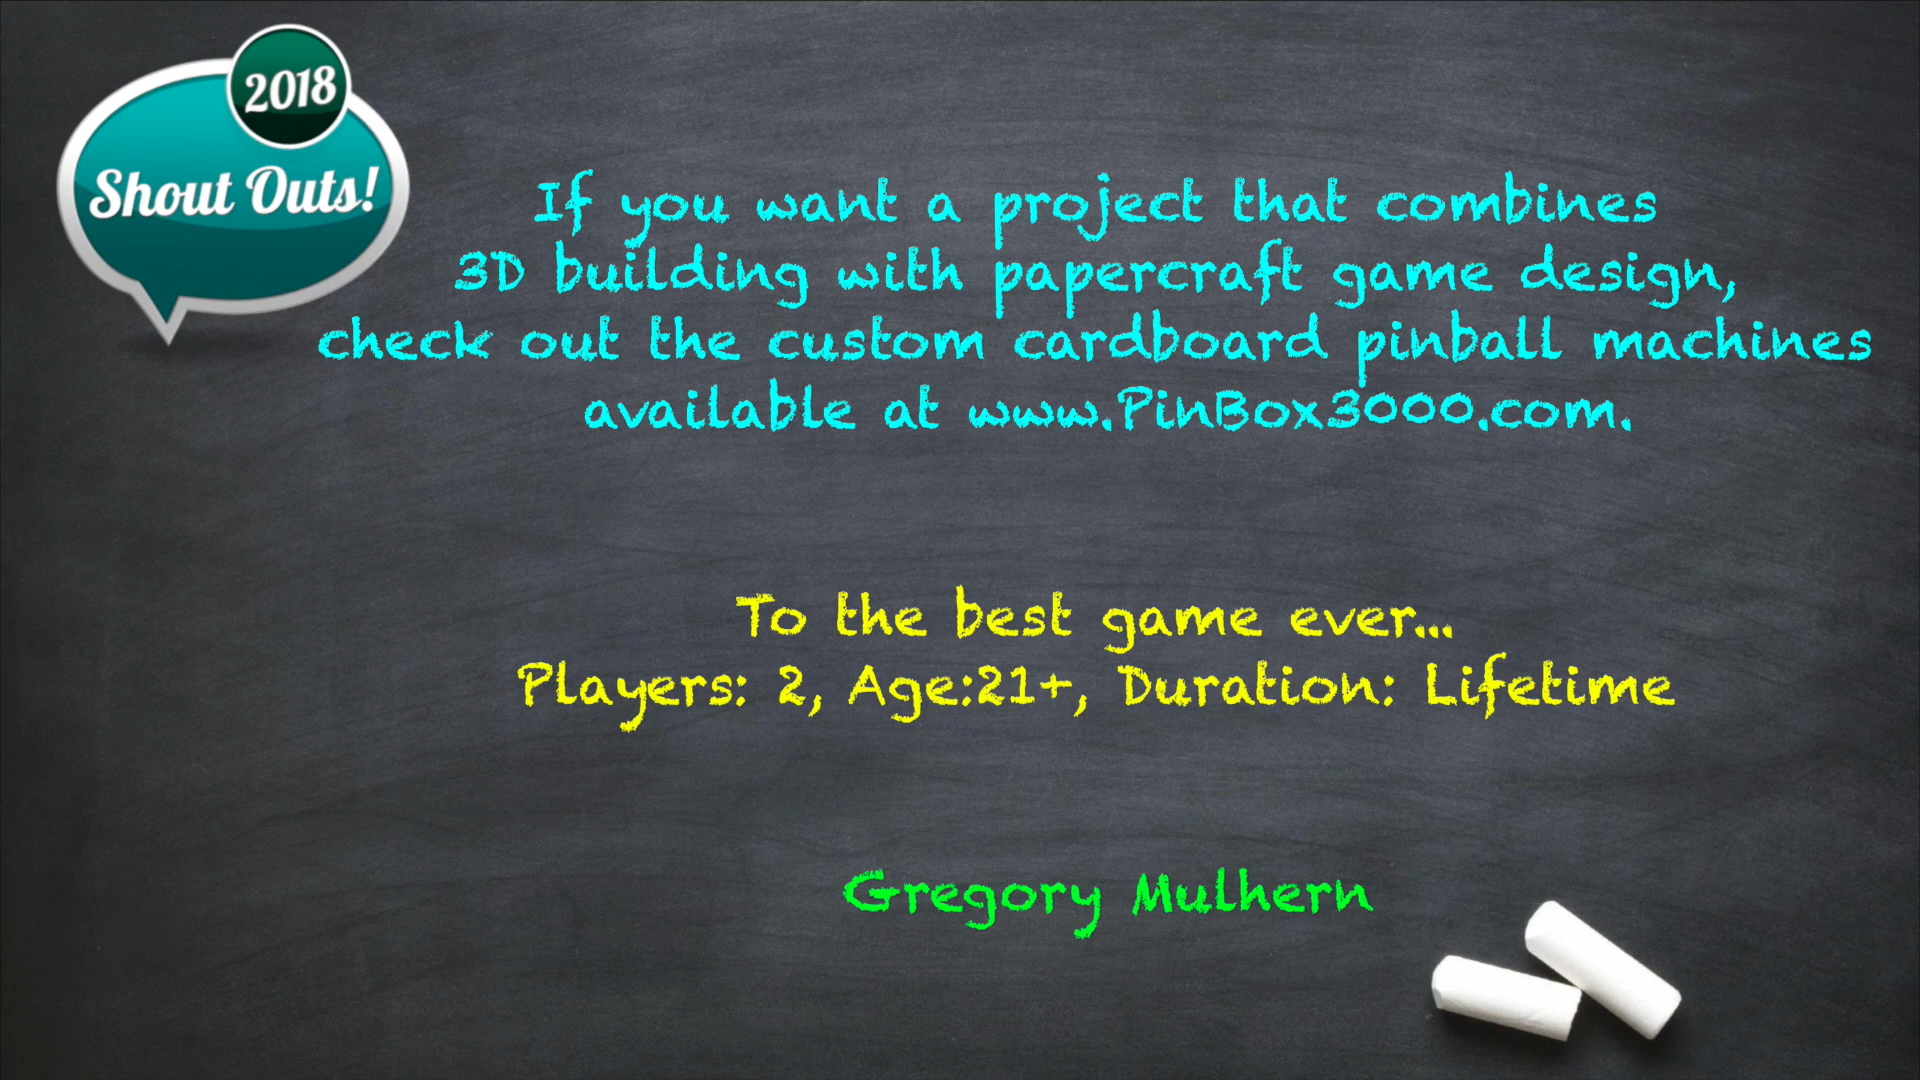 2018
Shout Outs!
If you want a project that combines
3D building with papercraft game design,
check out the custom cardboard pinball machines
available at www.PinBox3000.com.
To the best game ever...
Players: 2, Age:21+, Duration: Lifetime
Gregory Mulhern